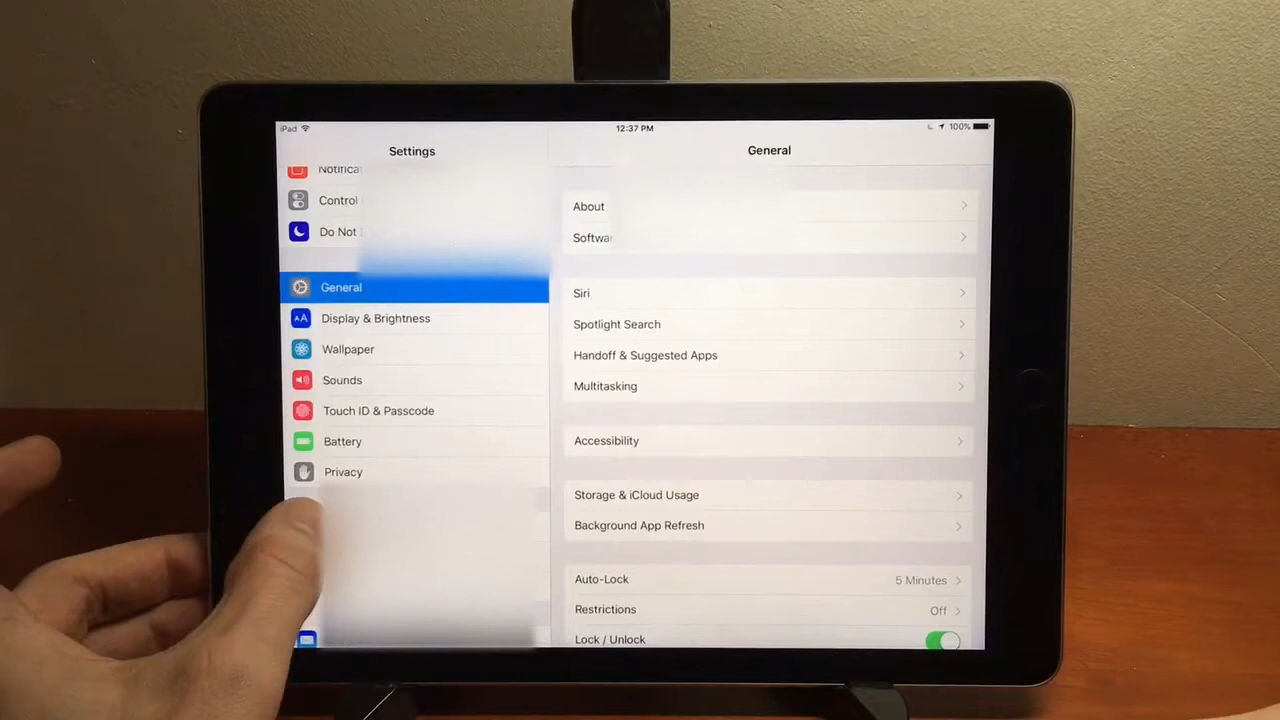 iPad
12:37 PM
100%
Settings
General
Control
Do Not
General
Display & Brightness
Wallpaper
Sounds
Touch ID & Passcode
Battery
Privacy
About
Siri
Spotlight Search
Handoff & Suggested Apps
Multitasking
Accessibility
Storage & iCloud Usage
Background App Refresh
Auto-Lock 5 Minutes
Restrictions Off
Lock / Unlock